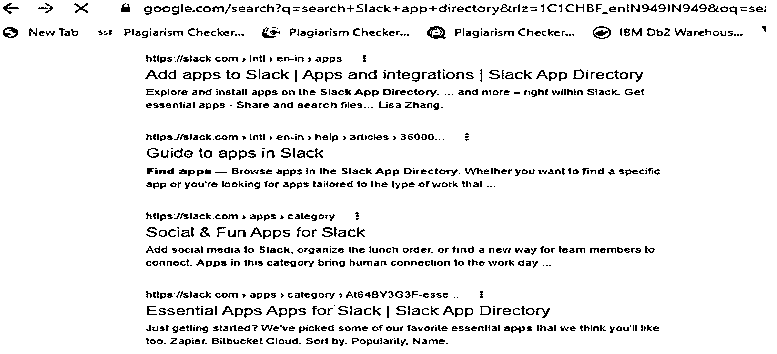 google.com/search?q=search+Slack+app+directory&rlz=1C1CHBF_enIN949IN949&oq=sea
New Tab Plagiarism Checker... Plagiarism Checker... Plagiarism Checker... IBM Db2 Warehous...
https://slack.com › intl › en-in › apps
Add apps to Slack | Apps and integrations | Slack App Directory
Explore and install apps on the Slack App Directory. ... and more – right within Slack. Get
essential apps · Share and search files... Lisa Zhang.
https://slack.com › intl › en-in › help › articles › 36000...
Guide to apps in Slack
Find apps — Browse apps in the Slack App Directory. Whether you want to find a specific
app or you're looking for apps tailored to the type of work that ...
https://slack.com › apps › category
Social & Fun Apps for Slack
Add social media to Slack, organize the lunch order, or find a new way for team members to
connect. Apps in this category bring human connection to the work day ...
https://slack.com › apps › category › At64BY3G3F-esse...
Essential Apps Apps for Slack | Slack App Directory
Just getting started? We've picked some of our favorite essential apps that we think you'll like
too. Zapier. Bitbucket Cloud. Sort by. Popularity, Name.